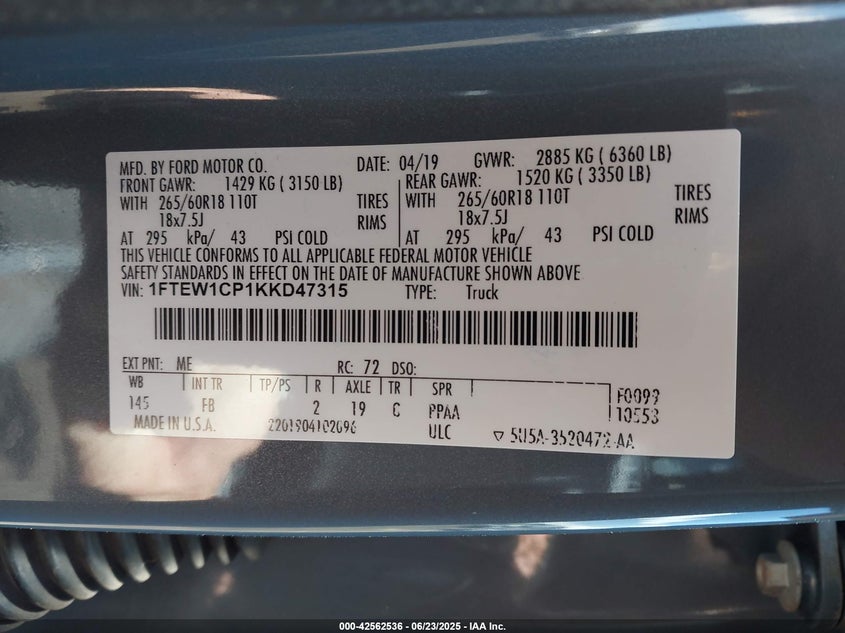 MFD. BY FORD MOTOR CO. DATE: 04/19 GVWR: 2885 KG ( 6360 LB)
FRONT GAWR: 1429 KG ( 3150 LB) REAR GAWR: 1520 KG ( 3350 LB)
WITH 265/60R18 110T TIRES WITH 265/60R18 110T TIRES
18x7.5J RIMS 18x7.5J RIMS
AT 295 kPa/ 43 PSI COLD AT 295 kPa/ 43 PSI COLD
THIS VEHICLE CONFORMS TO ALL APPLICABLE FEDERAL MOTOR VEHICLE
SAFETY STANDARDS IN EFFECT ON THE DATE OF MANUFACTURE SHOWN ABOVE
VIN: 1FTEW1CP1KKD47315 TYPE: Truck
EXT PNT: ME RC: 72 DSO:
WB INT TR TP/PS R AXLE TR SPR F0099
145 FB 2 19 C PPAA 10553
MADE IN U.S.A. 2201904102096 ULC ▽ 5U5A-3520472-AA
000-42562536 - 06/23/2025 - IAA Inc.